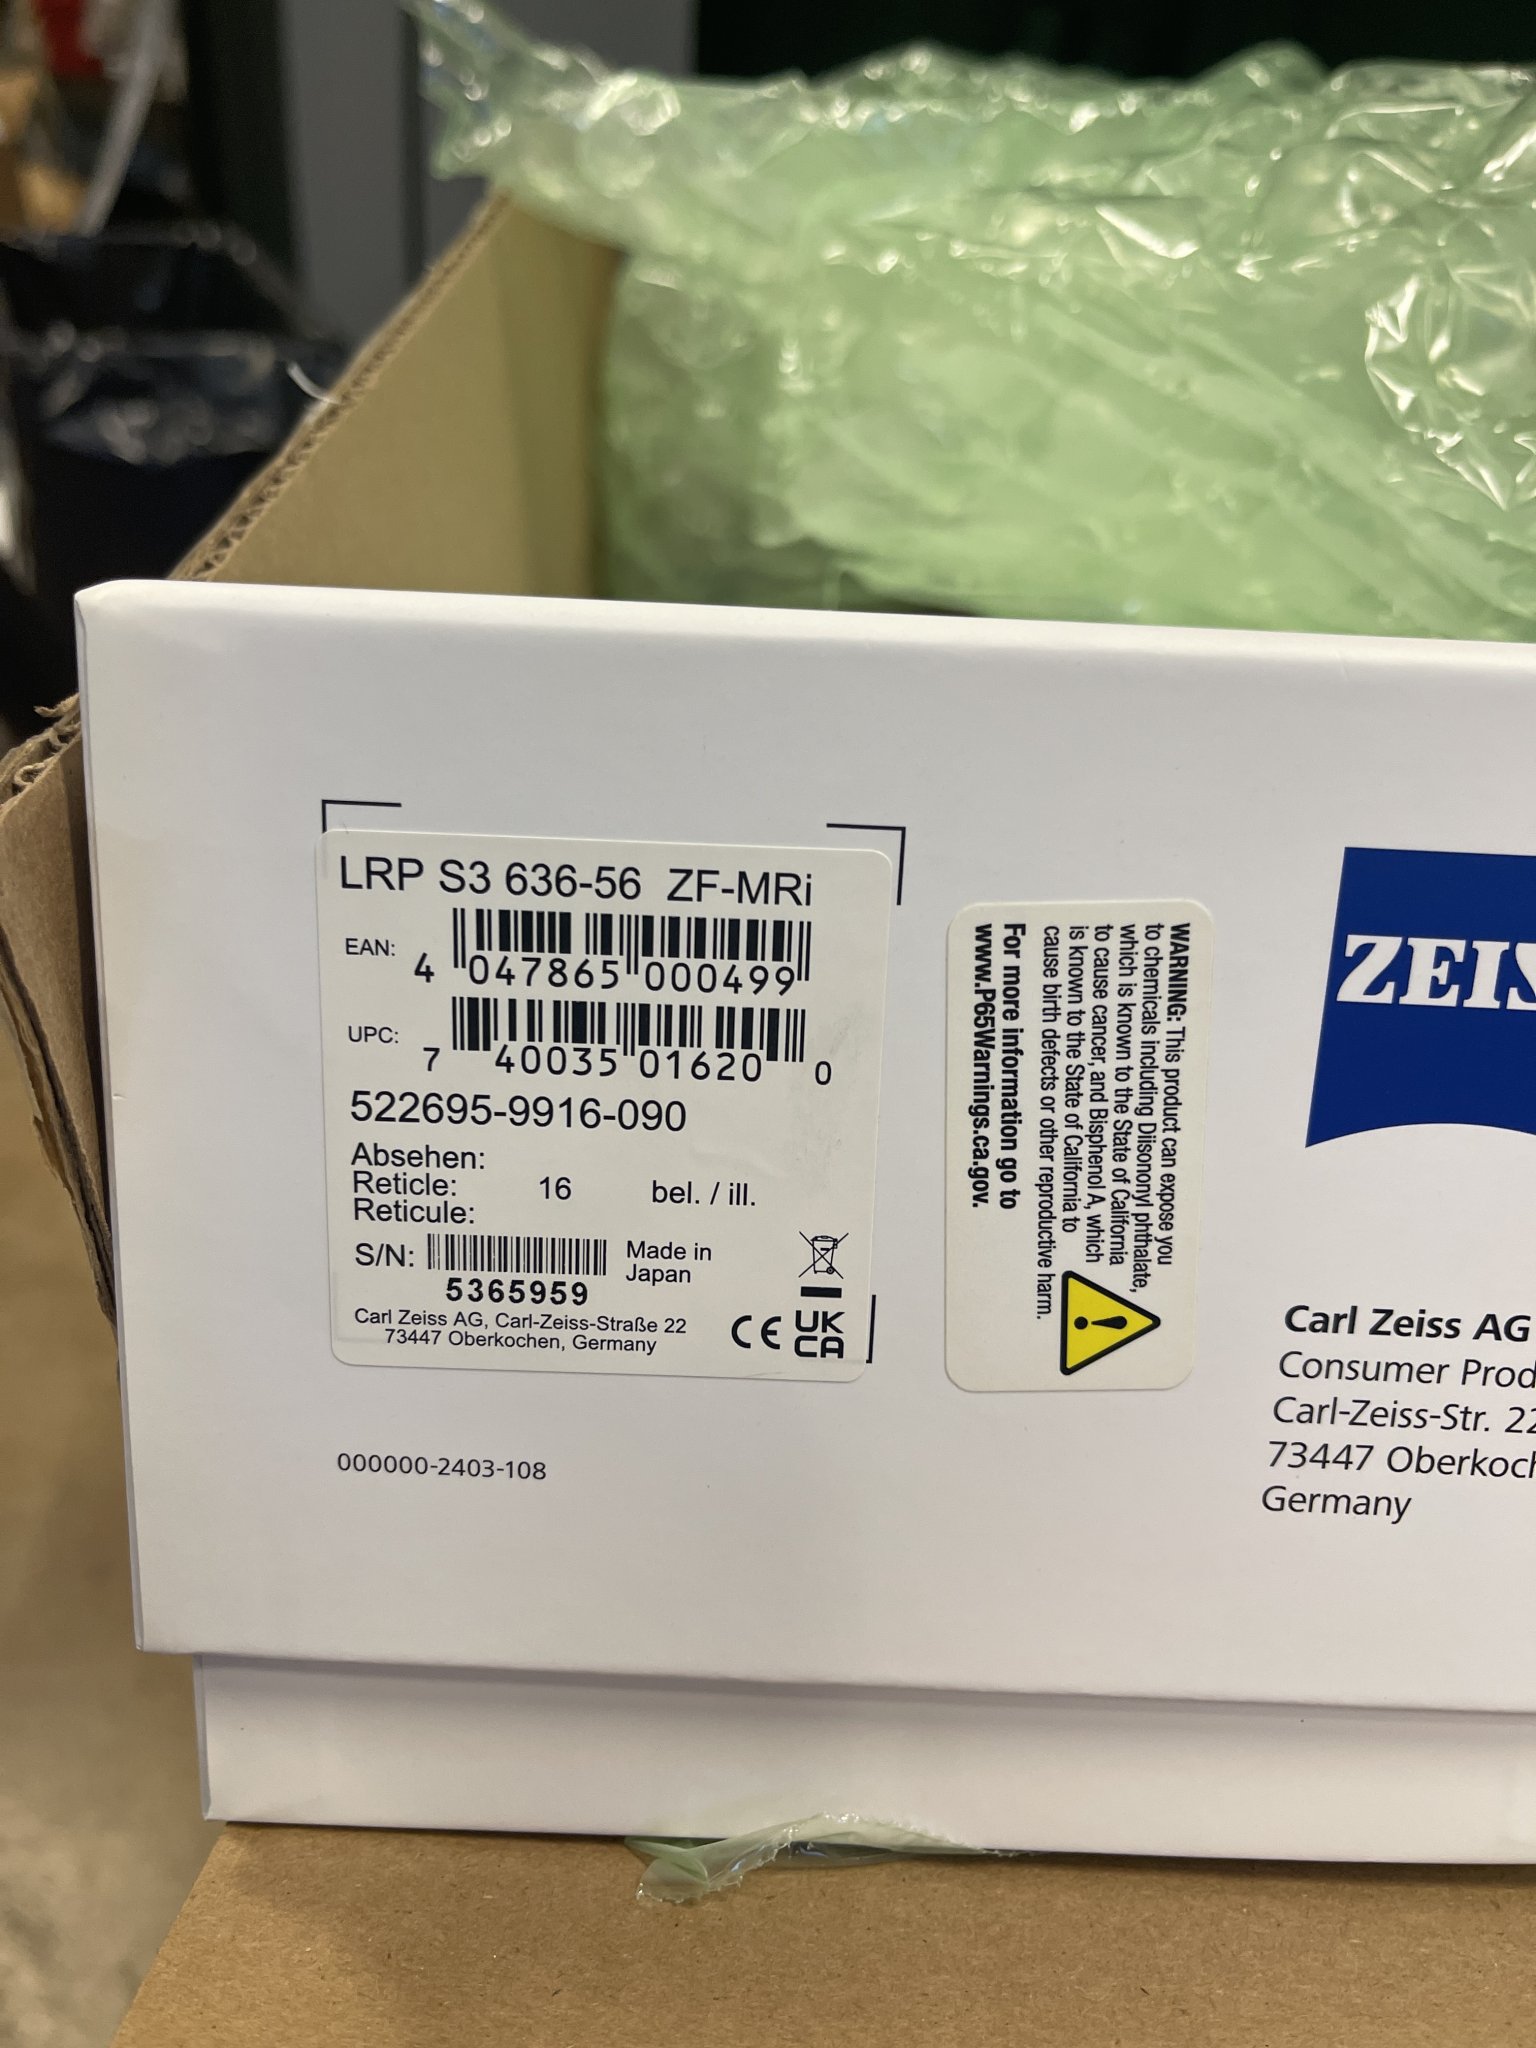 LRP S3 636-56 ZF-MRi
EAN: 4 047865 000499
UPC: 7 40035 01620 0
522695-9916-090
Absehen:
Reticle: 16 bel. / ill.
Reticule:
S/N: Made in
Japan
5365959
Carl Zeiss AG, Carl-Zeiss-Straße 22
73447 Oberkochen, Germany
CE UK
CA
000000-2403-108
WARNING: This product can expose you
to chemicals including Diisononyl phthalate,
which is known to the State of California
to cause cancer, and Bisphenol A, which
is known to the State of California to
cause birth defects or other reproductive harm.
For more information go to
www.P65Warnings.ca.gov.
ZEISS
Carl Zeiss AG
Consumer Prod
Carl-Zeiss-Str. 22
73447 Oberkoch
Germany